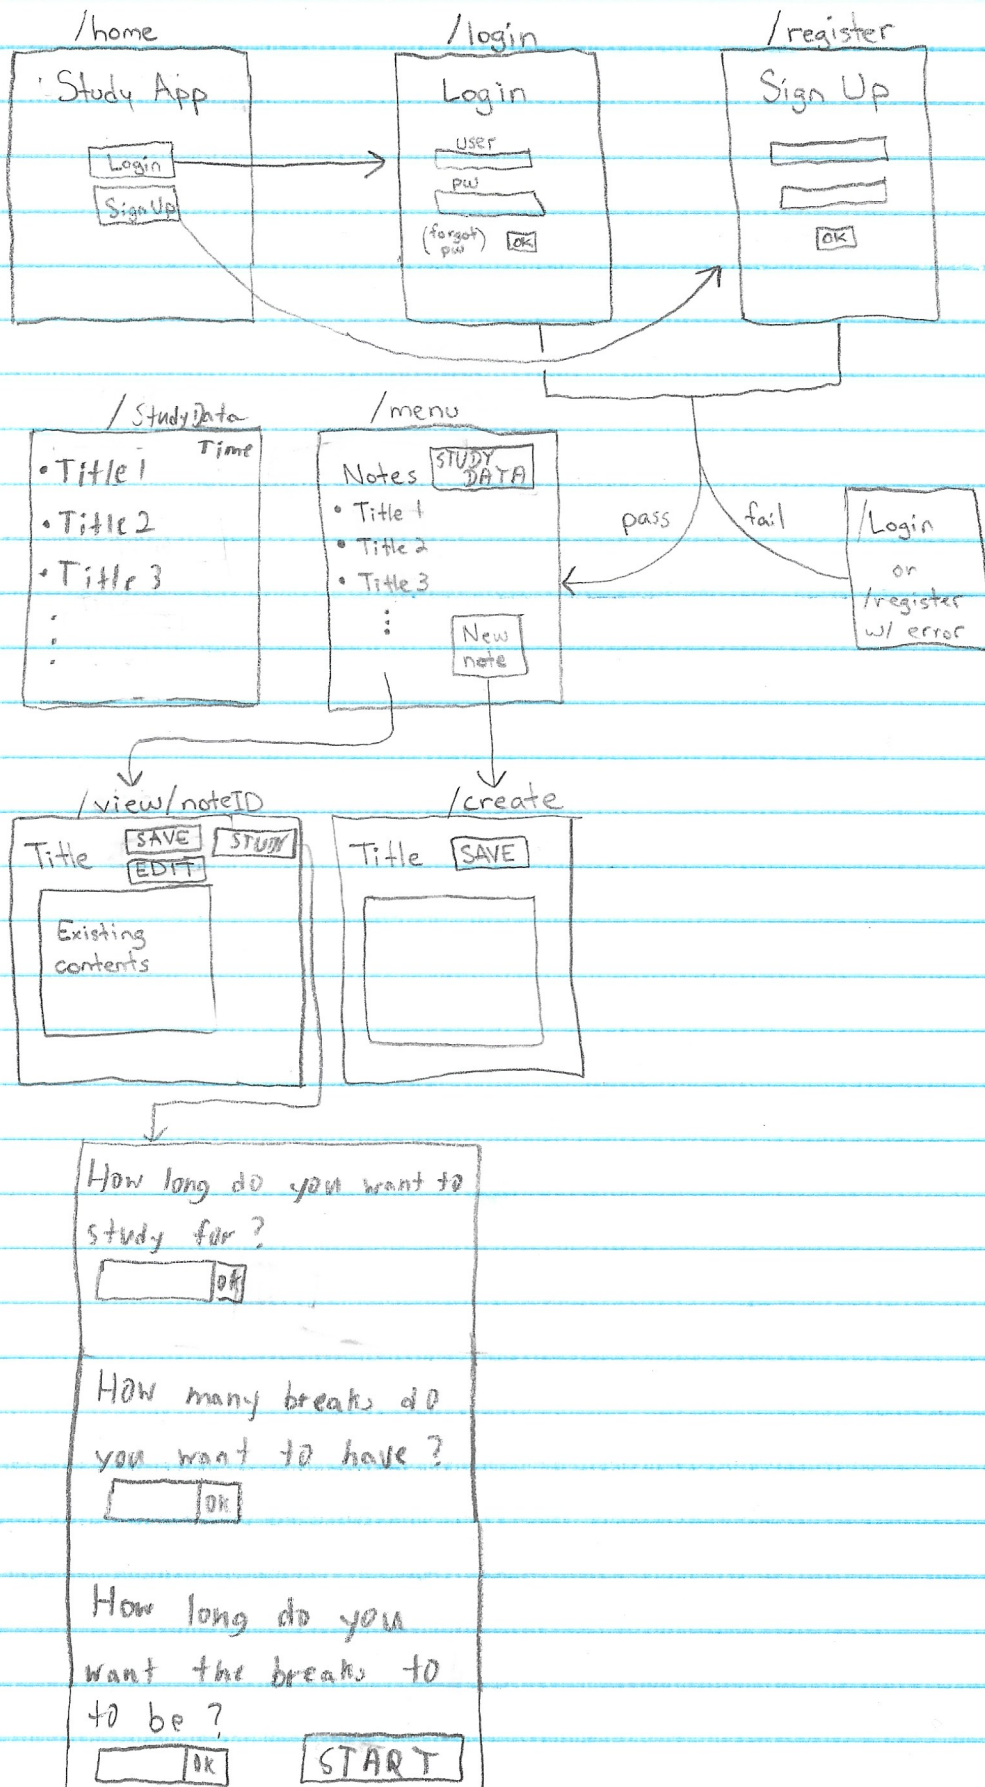 /home
/login
/register
Study App
Login
Sign Up
Login
Sign Up
user
pw
(forgot)
pw
OK
OK
/StudyData
/menu
Time
• Title 1
• Title 2
• Title 3
Notes
STUDY
DATA
• Title 1
• Title 2
• Title 3
New
note
pass
fail
/Login
or
/register
w/ error
/view/noteID
/create
Title
SAVE
STUDY
EDIT
Existing
contents
Title
SAVE
How long do you want to
study for?
OK
How many breaks do
you want to have?
OK
How long do you
want the breaks to
to be?
OK
START